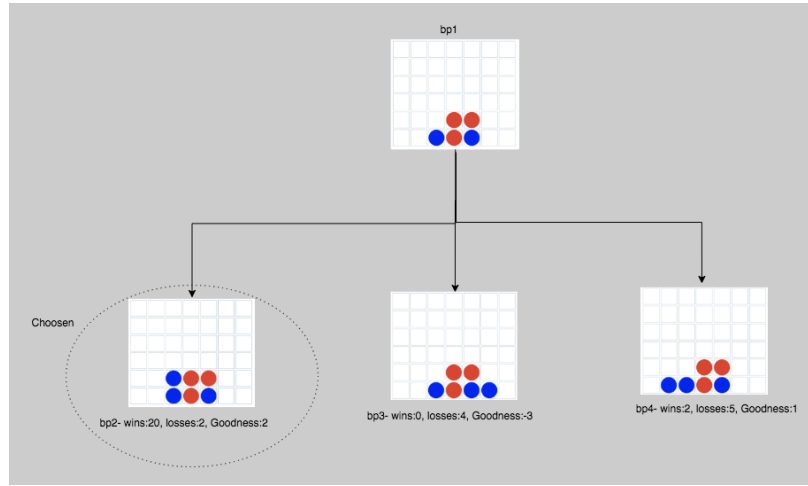 bp1
Choosen
bp2- wins:20, losses:2, Goodness:2
bp3- wins:0, losses:4, Goodness:-3
bp4- wins:2, losses:5, Goodness:1